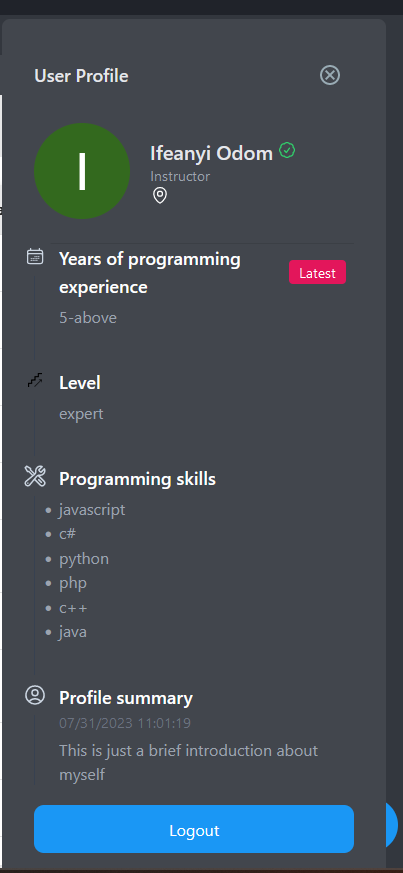 User Profile
I
Ifeanyi Odom
Instructor
Years of programming
experience
Latest
5-above
Level
expert
Programming skills
javascript
c#
python
php
c++
java
Profile summary
07/31/2023 11:01:19
This is just a brief introduction about
myself
Logout